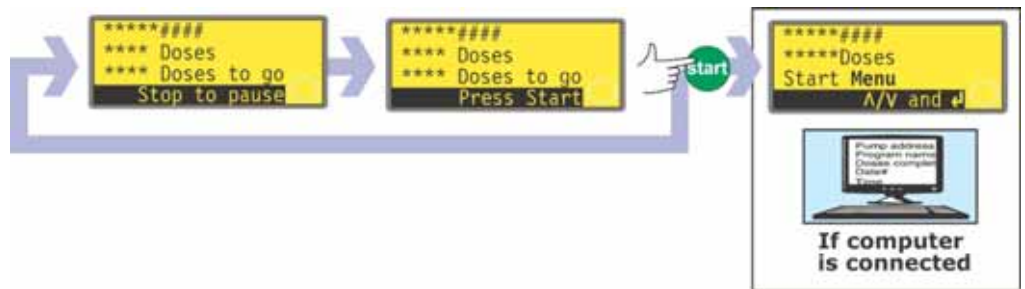 *****####
**** Doses
**** Doses to go
Stop to pause
*****####
**** Doses
**** Doses to go
Press Start
start
*****####
*****Doses
Start Menu
Λ/V and ↲
Pump address
Program name
Doses complet
Date#
Time
If computer
is connected